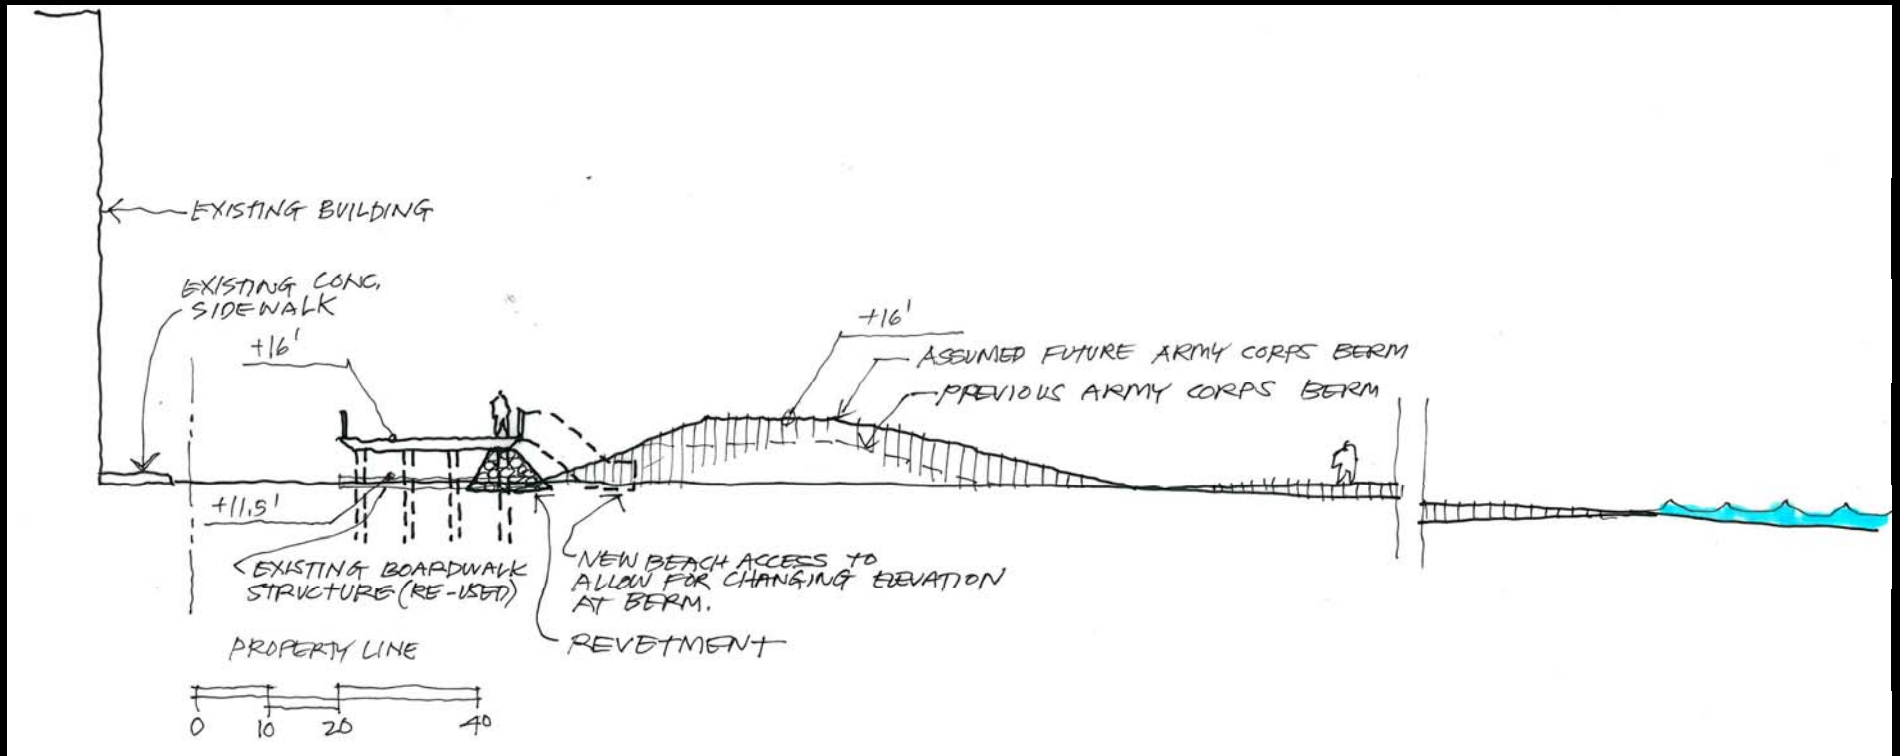 EXISTING BUILDING
EXISTING CONC.
SIDEWALK
+16'
+16'
ASSUMED FUTURE ARMY CORPS BERM
PREVIOUS ARMY CORPS BERM
+11.5'
EXISTING BOARDWALK
STRUCTURE (RE-USED)
NEW BEACH ACCESS TO
ALLOW FOR CHANGING ELEVATION
AT BERM.
REVETMENT
PROPERTY LINE
0 10 20 40